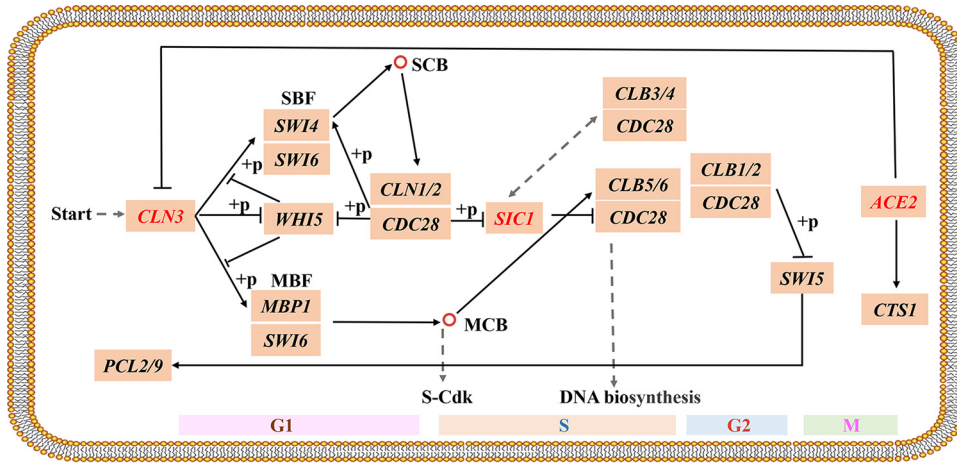 SCB
CLB3/4
CDC28
SBF
SWI4
SWI6
+p
+p
CLN1/2
CDC28
CLB5/6
CDC28
CLB1/2
CDC28
Start
CLN3
+p
WHI5
+p
+p
SIC1
ACE2
+p
+p
MBF
MBP1
SWI6
MCB
SWI5
CTS1
PCL2/9
S-Cdk
DNA biosynthesis
G1
S
G2
M